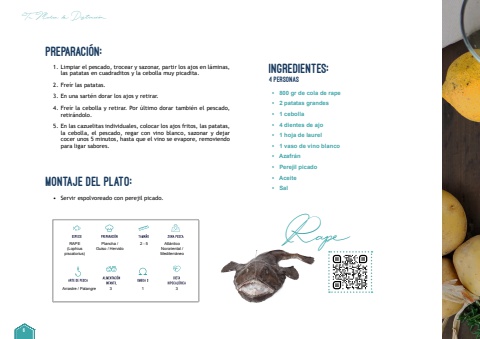 Tu Menú de Degustación
PREPARACIÓN:
1. Limpiar el pescado, trocear y sazonar, partir los ajos en láminas,
las patatas en cuadraditos y la cebolla muy picadita.
2. Freír las patatas.
3. En una sartén dorar los ajos y retirar.
4. Freír la cebolla y retirar. Por último dorar también el pescado,
retirándolo.
5. En las cazuelitas individuales, colocar los ajos fritos, las patatas,
la cebolla, el pescado, regar con vino blanco, sazonar y dejar
cocer unos 5 minutos, hasta que el vino se evapore, removiendo
para ligar sabores.
MONTAJE DEL PLATO:
• Servir espolvoreado con perejil picado.
INGREDIENTES:
4 PERSONAS
• 800 gr de cola de rape
• 2 patatas grandes
• 1 cebolla
• 4 dientes de ajo
• 1 hoja de laurel
• 1 vaso de vino blanco
• Azafrán
• Perejil picado
• Aceite
• Sal
ESPECIE
PREPARACIÓN
TAMAÑO
ZONA PESCA
RAPE
(Lophius
piscatorius)
Plancha /
Guiso / Hervido
2 - 6
Atlántico
Nororiental /
Mediterráneo
ARTE DE PESCA
ALIMENTACIÓN
INFANTIL
OMEGA 3
DIETA
HIPOCALÓRICA
Arrastre / Palangre
3
1
3
Rape